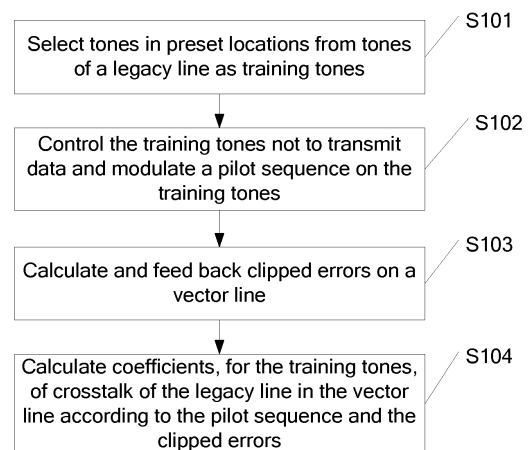 S101
Select tones in preset locations from tones
of a legacy line as training tones
S102
Control the training tones not to transmit
data and modulate a pilot sequence on the
training tones
S103
Calculate and feed back clipped errors on a
vector line
S104
Calculate coefficients, for the training tones,
of crosstalk of the legacy line in the vector
line according to the pilot sequence and the
clipped errors